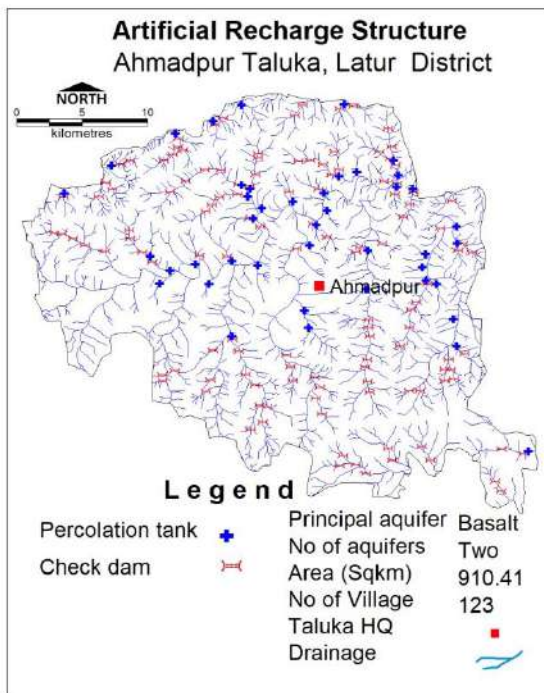 Artificial Recharge Structure
Ahmadpur Taluka, Latur District
NORTH
0 5 10
kilometres
Ahmadpur
Legend
Percolation tank
Check dam
Principal aquifer Basalt
No of aquifers Two
Area (Sqkm) 910.41
No of Village 123
Taluka HQ
Drainage